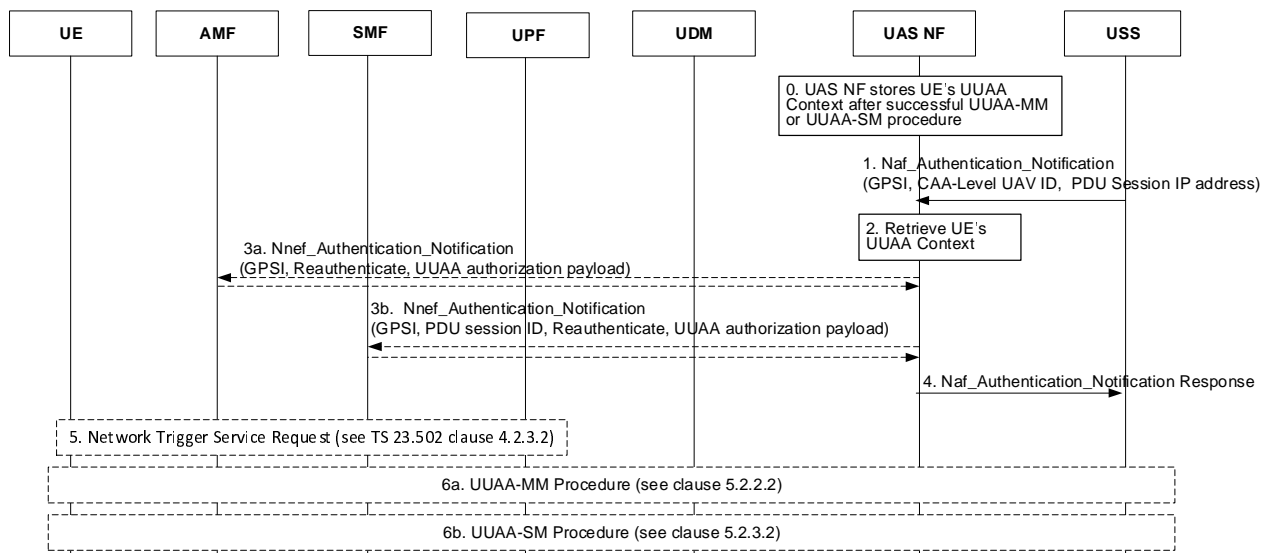 UE
AMF
SMF
UPF
UDM
UAS NF
USS
0. UAS NF stores UE's UUAA
Context after successful UUAA-MM
or UUAA-SM procedure
1. Naf_Authentication_Notification
(GPSI, CAA-Level UAV ID, PDU Session IP address)
2. Retrieve UE's
UUAA Context
3a. Nnef_Authentication_Notification
(GPSI, Reauthenticate, UUAA authorization payload)
3b. Nnef_Authentication_Notification
(GPSI, PDU session ID, Reauthenticate, UUAA authorization payload)
4. Naf_Authentication_Notification Response
5. Network Trigger Service Request (see TS 23.502 clause 4.2.3.2)
6a. UUAA-MM Procedure (see clause 5.2.2.2)
6b. UUAA-SM Procedure (see clause 5.2.3.2)